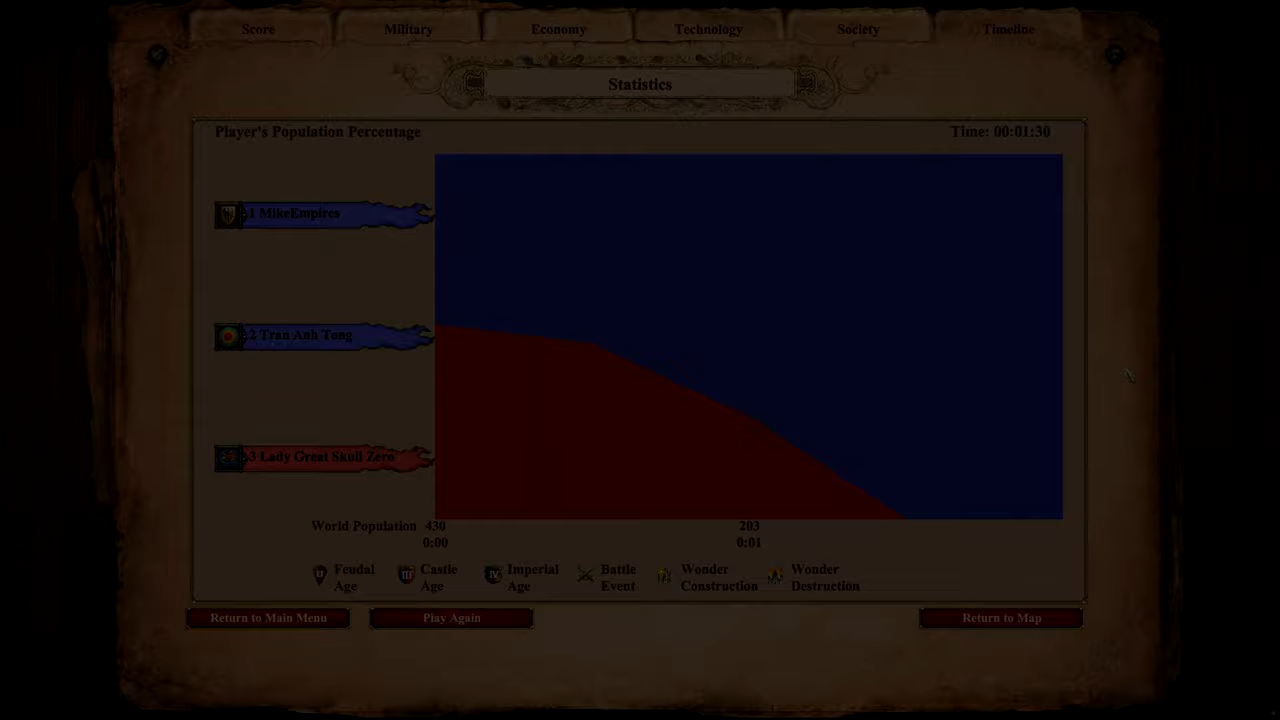 Score Military Economy Technology Society Timeline
Statistics
Player's Population Percentage Time: 00:01:30
1 MikeEmpires
2 Tran Anh Tong
3 Lady Great Skull Zero
World Population 430 203
0:00 0:01
Feudal Age
Castle Age
Imperial Age
Battle Event
Wonder Construction
Wonder Destruction
Return to Main Menu Play Again Return to Map